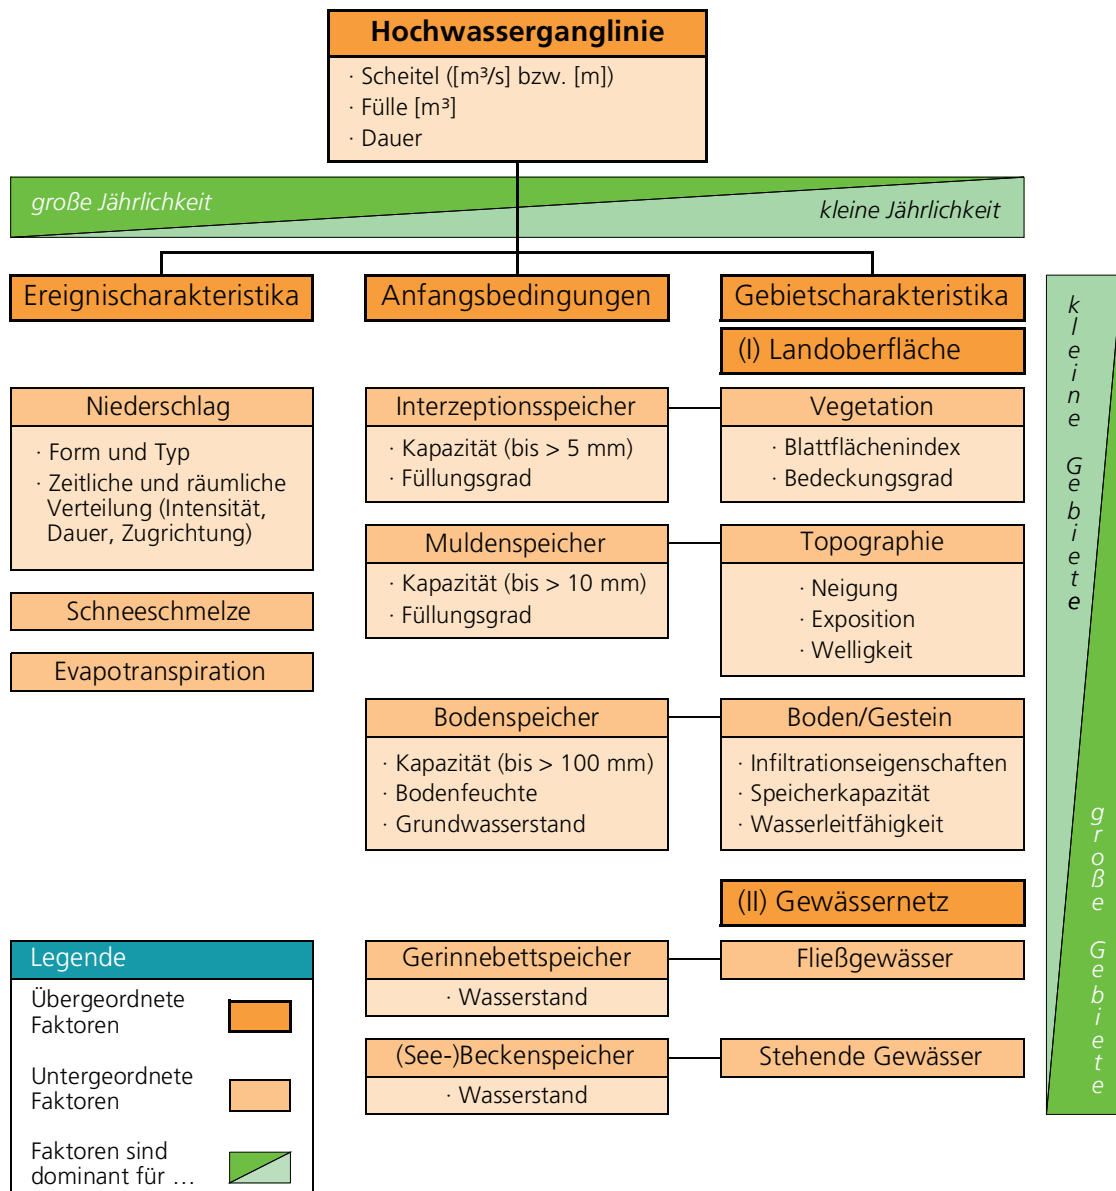 Hochwasserganglinie
· Scheitel ([m³/s] bzw. [m])
· Fülle [m³]
· Dauer
große Jährlichkeit
kleine Jährlichkeit
Ereignischarakteristika
Anfangsbedingungen
Gebietscharakteristika
(I) Landoberfläche
Niederschlag
· Form und Typ
· Zeitliche und räumliche
Verteilung (Intensität,
Dauer, Zugrichtung)
Schneeschmelze
Evapotranspiration
Interzeptionsspeicher
· Kapazität (bis > 5 mm)
· Füllungsgrad
Vegetation
· Blattflächenindex
· Bedeckungsgrad
Muldenspeicher
· Kapazität (bis > 10 mm)
· Füllungsgrad
Topographie
· Neigung
· Exposition
· Welligkeit
Bodenspeicher
· Kapazität (bis > 100 mm)
· Bodenfeuchte
· Grundwasserstand
Boden/Gestein
· Infiltrationseigenschaften
· Speicherkapazität
· Wasserleitfähigkeit
(II) Gewässernetz
Gerinnebettspeicher
· Wasserstand
Fließgewässer
(See-)Beckenspeicher
· Wasserstand
Stehende Gewässer
kleine Gebiete
große Gebiete
Legende
Übergeordnete
Faktoren
Untergeordnete
Faktoren
Faktoren sind
dominant für ...